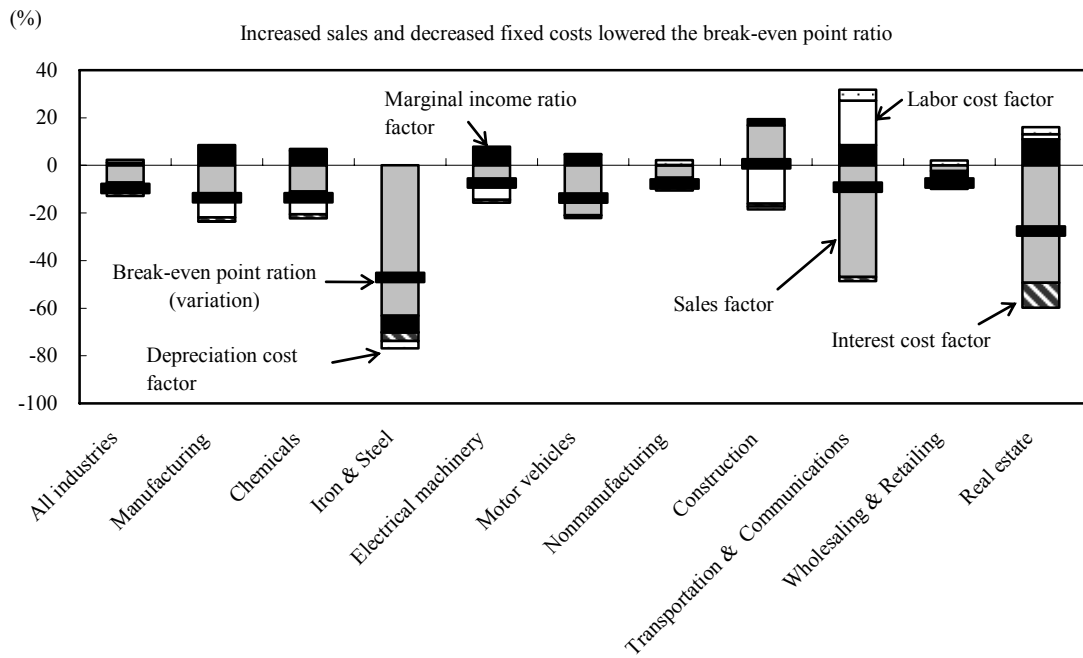 (%)
Increased sales and decreased fixed costs lowered the break-even point ratio
40
20
0
-20
-40
-60
-80
-100
Marginal income ratio
factor
Labor cost factor
Break-even point ration
(variation)
Sales factor
Interest cost factor
Depreciation cost
factor
All industries
Manufacturing
Chemicals
Iron & Steel
Electrical machinery
Motor vehicles
Nonmanufacturing
Construction
Transportation & Communications
Wholesaling & Retailing
Real estate